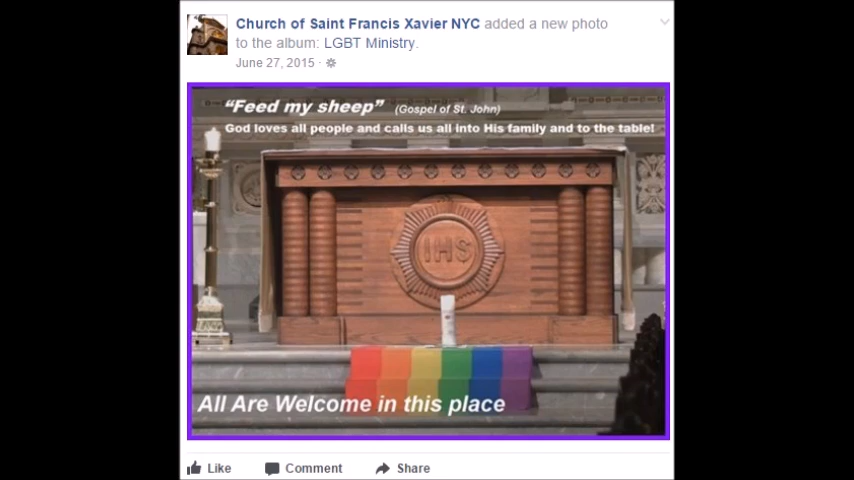 Church of Saint Francis Xavier NYC added a new photo
to the album: LGBT Ministry.
June 27, 2015 ·
“Feed my sheep” (Gospel of St. John)
God loves all people and calls us all into His family and to the table!
IHS
All Are Welcome in this place
Like Comment Share